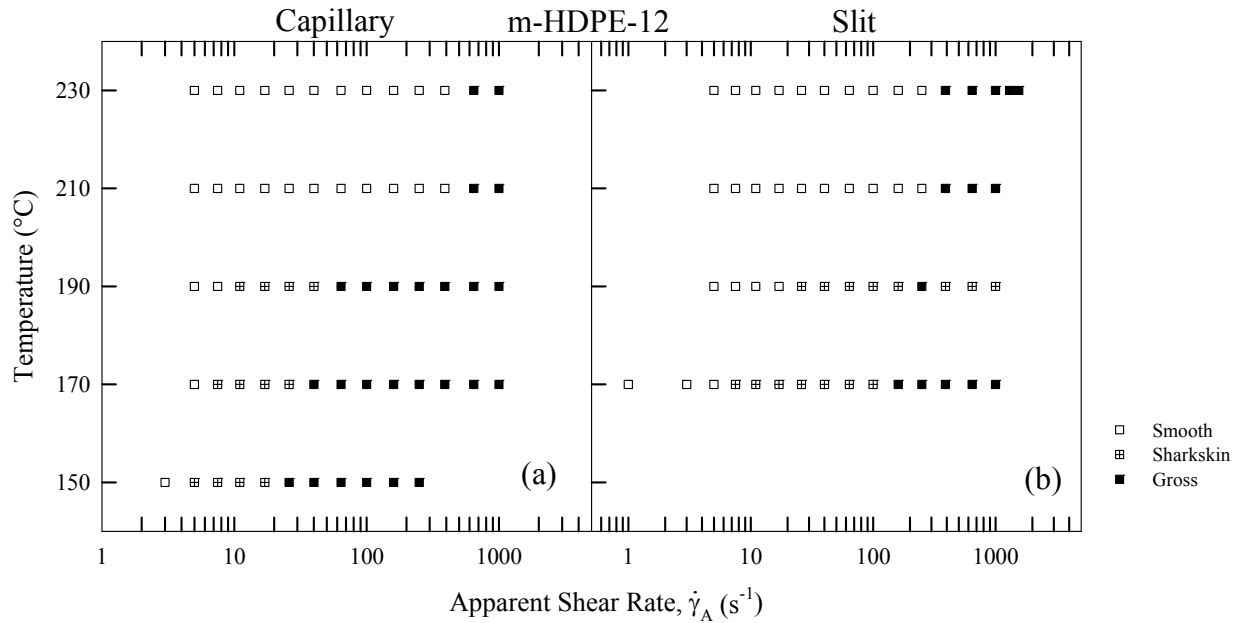 Capillary m-HDPE-12 Slit
230
210
190
170
150
Temperature (°C)
(a)
(b)
1 10 100 1000
1 10 100 1000
Apparent Shear Rate, γ̇_A (s⁻¹)
Smooth
Sharkskin
Gross